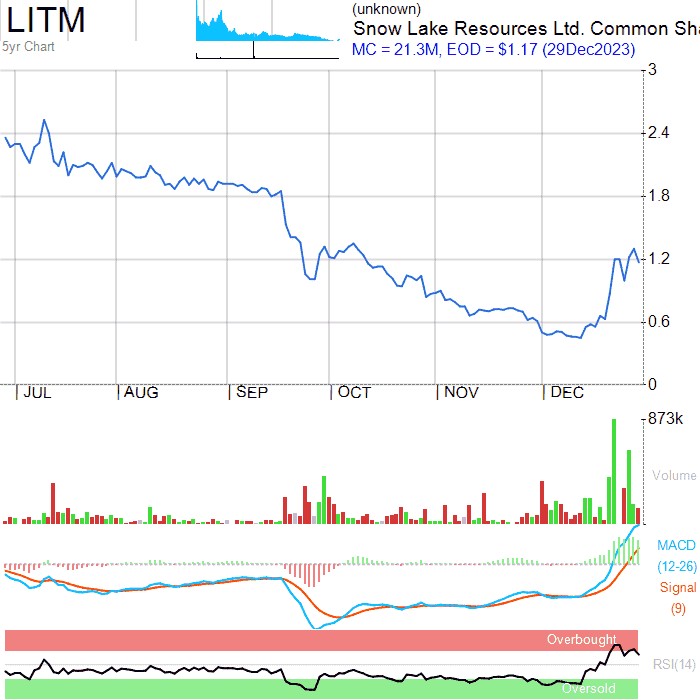 LITM
5yr Chart
(unknown)
Snow Lake Resources Ltd. Common Sha
MC = 21.3M, EOD = $1.17 (29Dec2023)
3
2.4
1.8
1.2
0.6
0
JUL AUG SEP OCT NOV DEC
873k
Volume
MACD
(12-26)
Signal
(9)
Overbought
RSI(14)
Oversold